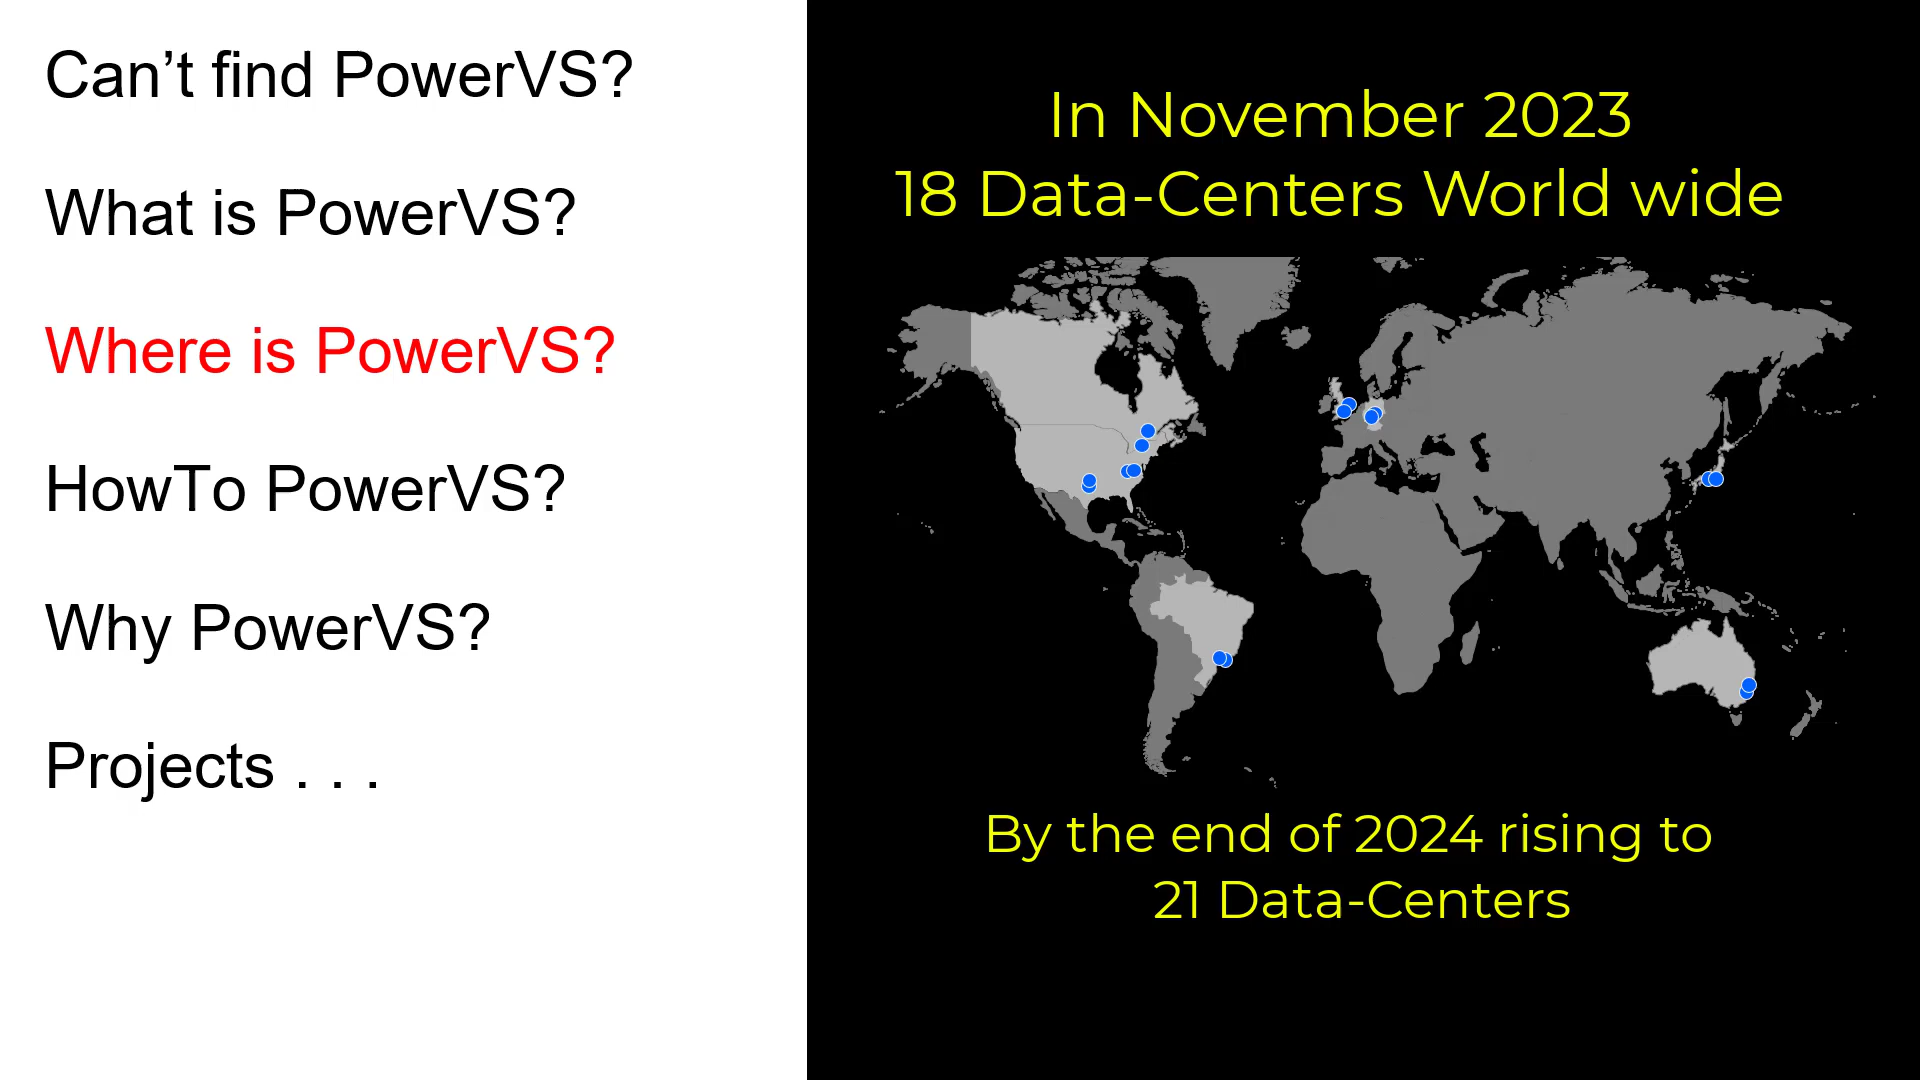 Can’t find PowerVS?
What is PowerVS?
Where is PowerVS?
HowTo PowerVS?
Why PowerVS?
Projects . . .
In November 2023
18 Data-Centers World wide
By the end of 2024 rising to
21 Data-Centers